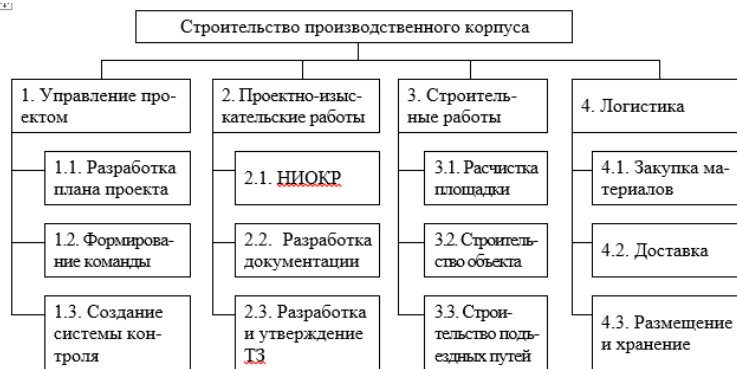 Строительство производственного корпуса
1. Управление про-
ектом
1.1. Разработка
плана проекта
1.2. Формирова-
ние команды
1.3. Создание
системы кон-
троля
2. Проектно-изыс-
кательские работы
2.1. НИОКР
2.2. Разработка
документации
2.3. Разработка
и утверждение
ТЗ
3. Строитель-
ные работы
3.1. Расчистка
площадки
3.2. Строитель-
ство объекта
3.3. Строи-
тельство подъ-
ездных путей
4. Логистика
4.1. Закупка ма-
териалов
4.2. Доставка
4.3. Размещение
и хранение